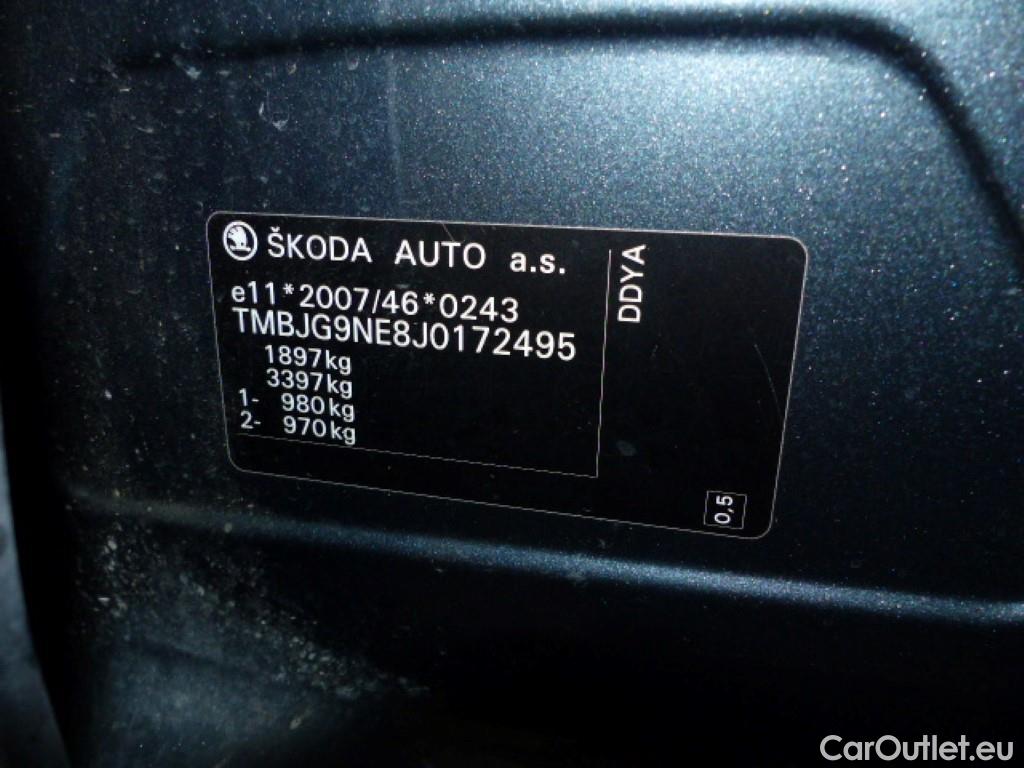 ŠKODA AUTO a.s.
e11*2007/46*0243
TMBJG9NE8J0172495
1897kg
3397kg
1- 980kg
2- 970kg
DDYA
0,5
CarOutlet.eu